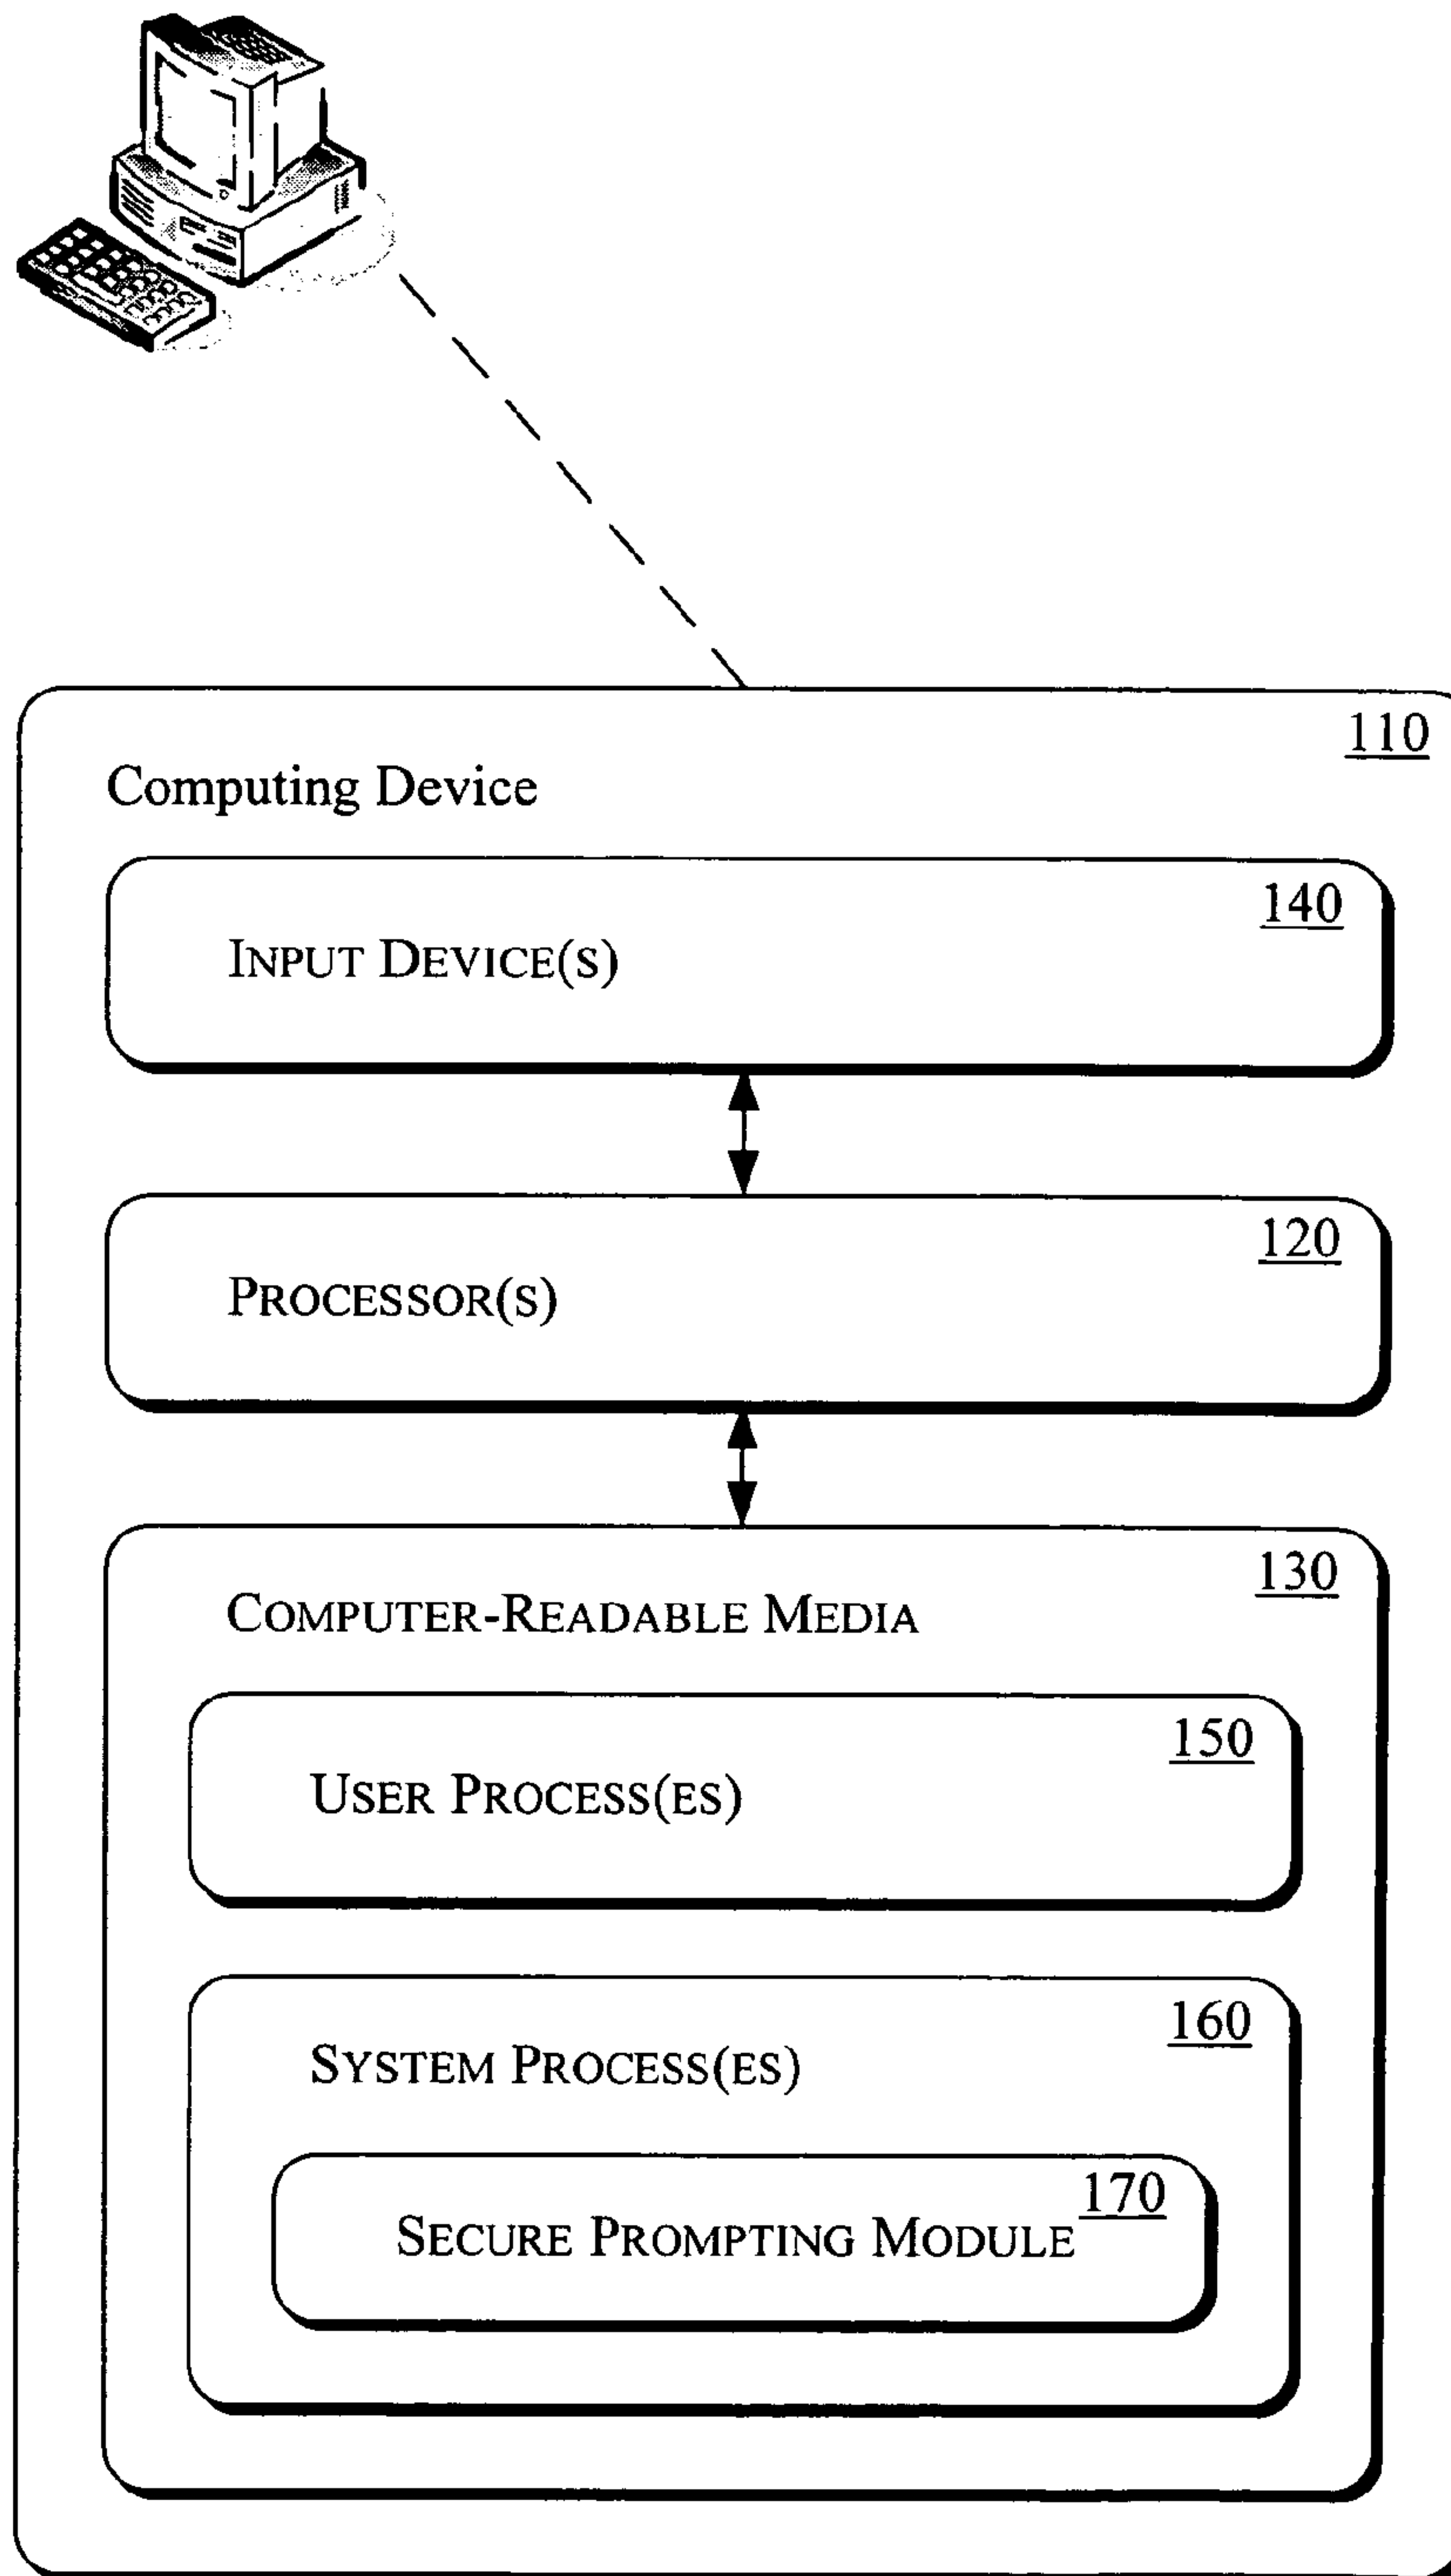 110
Computing Device
140
INPUT DEVICE(S)
120
PROCESSOR(S)
130
COMPUTER-READABLE MEDIA
150
USER PROCESS(ES)
160
SYSTEM PROCESS(ES)
170
SECURE PROMPTING MODULE